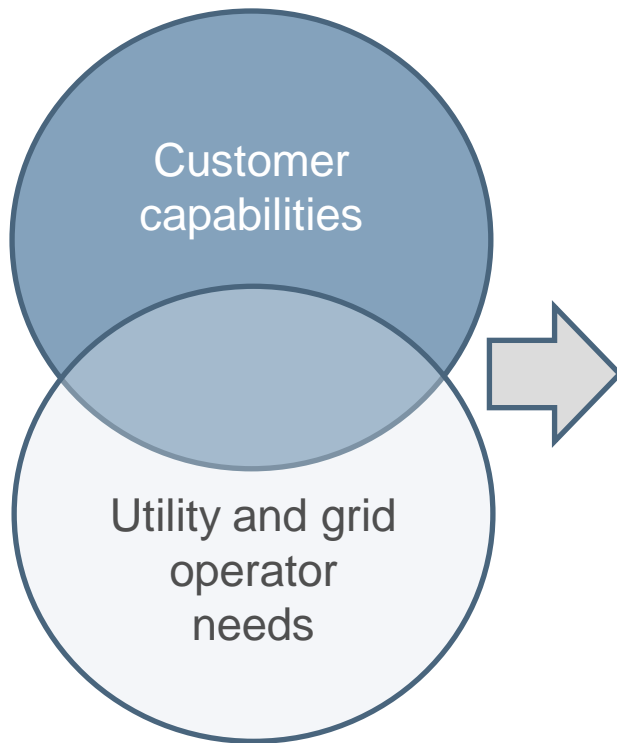 Customer
capabilities
Utility and grid
operator
needs